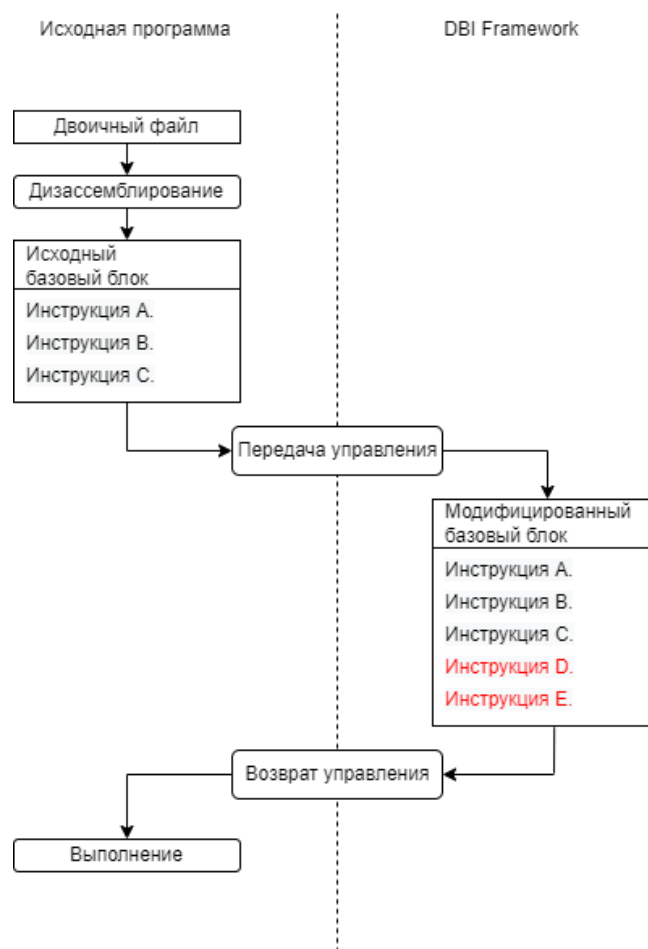 Исходная программа
DBI Framework
Двоичный файл
Дизассемблирование
Исходный
базовый блок
Инструкция A.
Инструкция B.
Инструкция C.
Передача управления
Модифицированный
базовый блок
Инструкция A.
Инструкция B.
Инструкция C.
Инструкция D.
Инструкция E.
Возврат управления
Выполнение